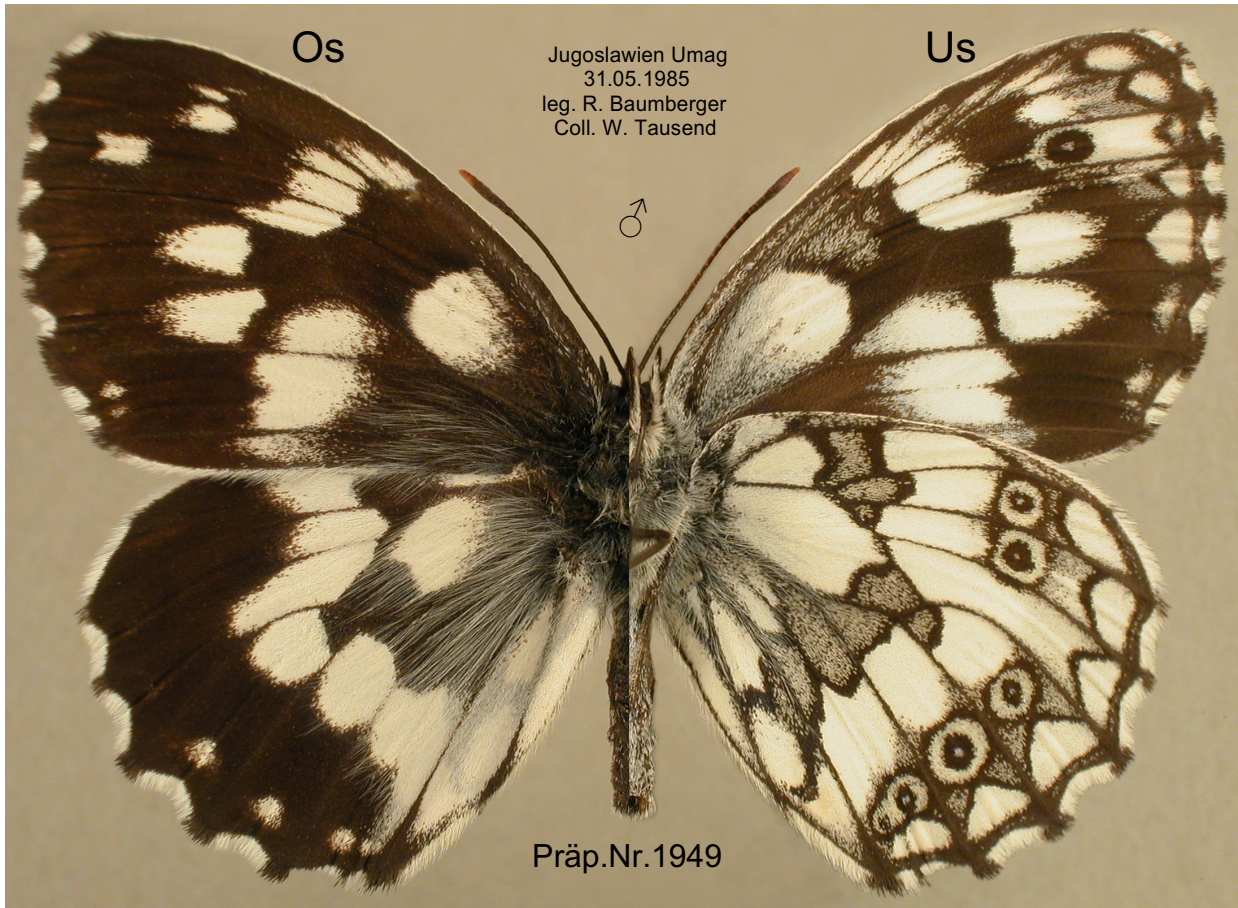 Os
Jugoslawien Umag
31.05.1985
leg. R. Baumberger
Coll. W. Tausend
Us
♂
Präp.Nr.1949